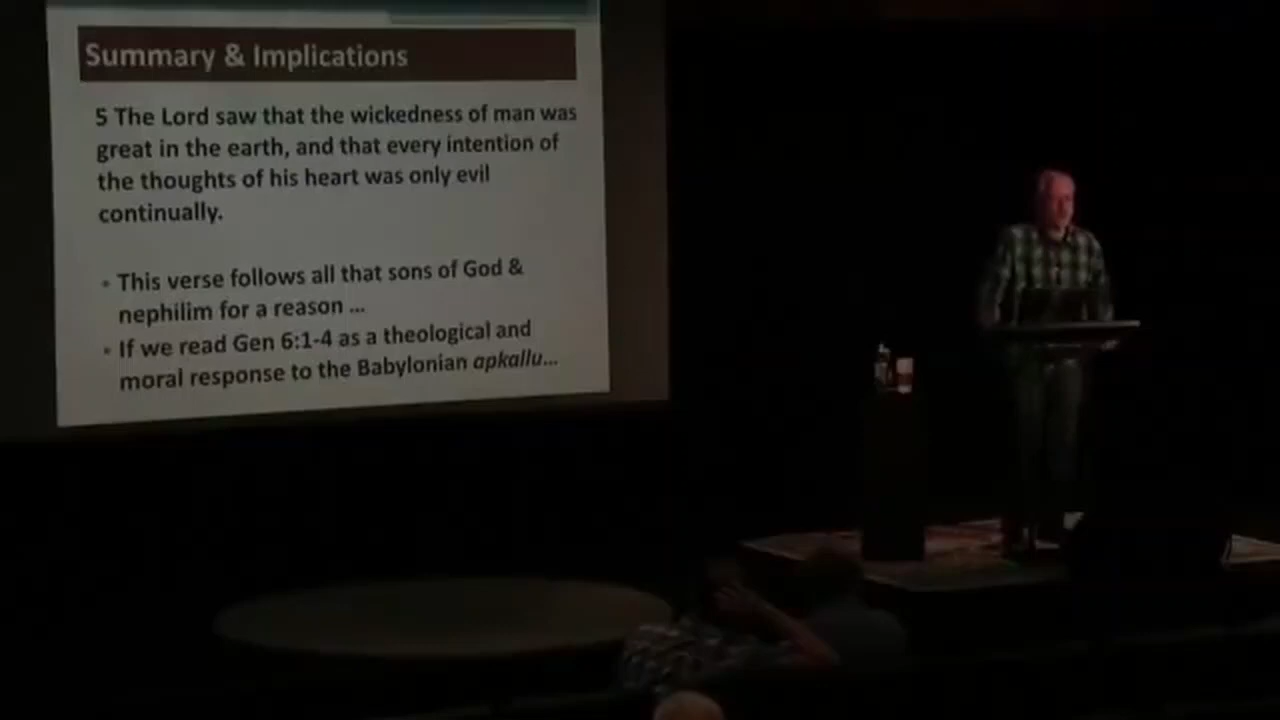 Summary & Implications
5 The Lord saw that the wickedness of man was
great in the earth, and that every intention of
the thoughts of his heart was only evil
continually.
• This verse follows all that sons of God &
nephilim for a reason ...
• If we read Gen 6:1-4 as a theological and
moral response to the Babylonian apkallu...